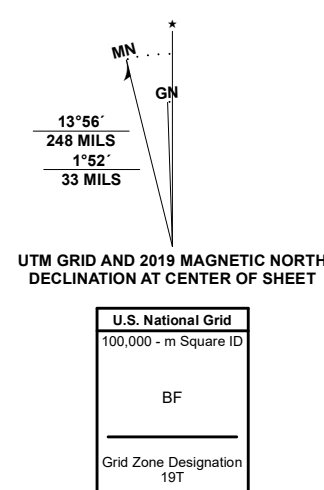 ★
MN
GN
13°56´
248 MILS
1°52´
33 MILS
UTM GRID AND 2019 MAGNETIC NORTH
DECLINATION AT CENTER OF SHEET
U.S. National Grid
100,000 - m Square ID
BF
Grid Zone Designation
19T